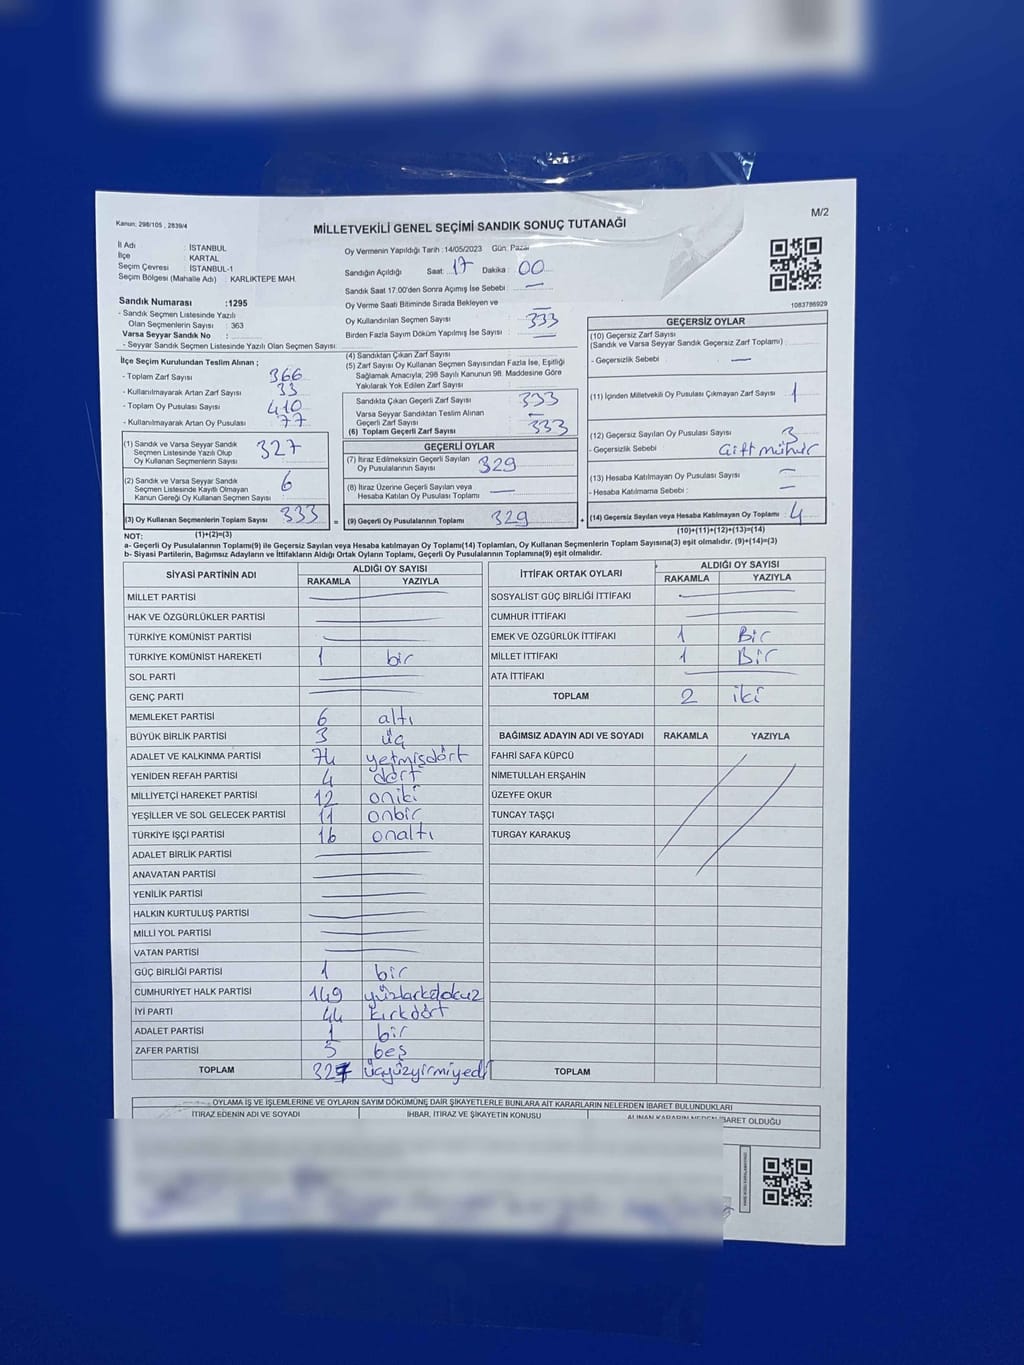 Kanun: 298/105 , 2839/4
M/2
MİLLETVEKİLİ GENEL SEÇİMİ SANDIK SONUÇ TUTANAĞI
İl Adı : İSTANBUL
İlçe : KARTAL
Seçim Çevresi : İSTANBUL-1
Seçim Bölgesi (Mahalle Adı) : KARLIKTEPE MAH.
Sandık Numarası :1295
- Sandık Seçmen Listesinde Yazılı
Olan Seçmenlerin Sayısı : 363
Varsa Seyyar Sandık No :
- Seyyar Sandık Seçmen Listesinde Yazılı Olan Seçmen Sayısı:
Oy Vermenin Yapıldığı Tarih :14/05/2023 Gün: Pazar
Sandığın Açıldığı Saat: 17 Dakika : 00
Sandık Saat 17.00'den Sonra Açımış İse Sebebi : —
Oy Verme Saati Bitiminde Sırada Bekleyen ve —
Oy Kullandırılan Seçmen Sayısı : 333
Birden Fazla Sayım Döküm Yapılmış İse Sayısı : —
1083786929
İlçe Seçim Kurulundan Teslim Alınan ;
- Toplam Zarf Sayısı 366
- Kullanılmayarak Artan Zarf Sayısı 33
- Toplam Oy Pusulası Sayısı 410
- Kullanılmayarak Artan Oy Pusulası 77
(1) Sandık ve Varsa Seyyar Sandık
Seçmen Listesinde Yazılı Olup
Oy Kullanan Seçmenlerin Sayısı : 327
(2) Sandık ve Varsa Seyyar Sandık
Seçmen Listesinde Kayıtlı Olmayan
Kanun Gereği Oy Kullanan Seçmen Sayısı : 6
(3) Oy Kullanan Seçmenlerin Toplam Sayısı 333 =
(4) Sandıktan Çıkan Zarf Sayısı :
(5) Zarf Sayısı Oy Kullanan Seçmen Sayısından Fazla İse, Eşitliği
Sağlamak Amacıyla, 298 Sayılı Kanunun 98. Maddesine Göre
Yakılarak Yok Edilen Zarf Sayısı :
Sandıkta Çıkan Geçerli Zarf Sayısı : 333
Varsa Seyyar Sandıktan Teslim Alınan
Geçerli Zarf Sayısı : —
(6) Toplam Geçerli Zarf Sayısı : 333
GEÇERLİ OYLAR
(7) İtiraz Edilmeksizin Geçerli Sayılan
Oy Pusulalarının Sayısı : 329
(8) İtiraz Üzerine Geçerli Sayılan veya
Hesaba Katılan Oy Pusulası Toplamı : —
(9) Geçerli Oy Pusulalarının Toplamı 329 +
GEÇERSİZ OYLAR
(10) Geçersiz Zarf Sayısı
(Sandık ve Varsa Seyyar Sandık Geçersiz Zarf Toplamı) :
- Geçersizlik Sebebi : —
(11) İçinden Milletvekili Oy Pusulası Çıkmayan Zarf Sayısı : 1
(12) Geçersiz Sayılan Oy Pusulası Sayısı : 3
- Geçersizlik Sebebi : Çift mühür
(13) Hesaba Katılmayan Oy Pusulası Sayısı : —
- Hesaba Katılmama Sebebi : —
(14) Geçersiz Sayılan veya Hesaba Katılmayan Oy Toplamı : 4
NOT: (1)+(2)=(3) (10)+(11)+(12)+(13)=(14)
a- Geçerli Oy Pusulalarının Toplamı(9) ile Geçersiz Sayılan veya Hesaba Katılmayan Oy Toplamı(14) Toplamları, Oy Kullanan Seçmenlerin Toplam Sayısına(3) eşit olmalıdır. (9)+(14)=(3)
b- Siyasi Partilerin, Bağımsız Adayların ve İttifakların Aldığı Ortak Oyların Toplamı, Geçerli Oy Pusulalarının Toplamına(9) eşit olmalıdır.
SİYASİ PARTİNİN ADI ALDIĞI OY SAYISI
RAKAMLA YAZIYLA
MİLLET PARTİSİ —
HAK VE ÖZGÜRLÜKLER PARTİSİ —
TÜRKİYE KOMÜNİST PARTİSİ —
TÜRKİYE KOMÜNİST HAREKETİ 1 bir
SOL PARTİ —
GENÇ PARTİ —
MEMLEKET PARTİSİ 6 altı
BÜYÜK BİRLİK PARTİSİ 3 üç
ADALET VE KALKINMA PARTİSİ 74 yetmişdört
YENİDEN REFAH PARTİSİ 4 dört
MİLLİYETÇİ HAREKET PARTİSİ 12 oniki
YEŞİLLER VE SOL GELECEK PARTİSİ 11 onbir
TÜRKİYE İŞÇİ PARTİSİ 16 onaltı
ADALET BİRLİK PARTİSİ —
ANAVATAN PARTİSİ —
YENİLİK PARTİSİ —
HALKIN KURTULUŞ PARTİSİ —
MİLLİ YOL PARTİSİ —
VATAN PARTİSİ —
GÜÇ BİRLİĞİ PARTİSİ 1 bir
CUMHURİYET HALK PARTİSİ 149 yüzkırkdokuz
İYİ PARTİ 44 kırkdört
ADALET PARTİSİ 1 bir
ZAFER PARTİSİ 5 beş
TOPLAM 327 üçyüzyirmiyedi
İTTİFAK ORTAK OYLARI ALDIĞI OY SAYISI
RAKAMLA YAZIYLA
SOSYALİST GÜÇ BİRLİĞİ İTTİFAKI —
CUMHUR İTTİFAKI —
EMEK VE ÖZGÜRLÜK İTTİFAKI 1 Bir
MİLLET İTTİFAKI 1 Bir
ATA İTTİFAKI —
TOPLAM 2 iki
BAĞIMSIZ ADAYIN ADI VE SOYADI RAKAMLA YAZIYLA
FAHRİ SAFA KÜPCÜ
NİMETULLAH ERŞAHİN
ÜZEYFE OKUR
TUNCAY TAŞÇI
TURGAY KARAKUŞ
TOPLAM
OYLAMA İŞ VE İŞLEMLERİNE VE OYLARIN SAYIM DÖKÜMÜNE DAİR ŞİKAYETLERLE BUNLARA AİT KARARLARIN NELERDEN İBARET BULUNDUKLARI
İTİRAZ EDENİN ADI VE SOYADI İHBAR, İTİRAZ VE ŞİKAYETİN KONUSU ALINAN KARARIN NEDEN İBARET OLDUĞU